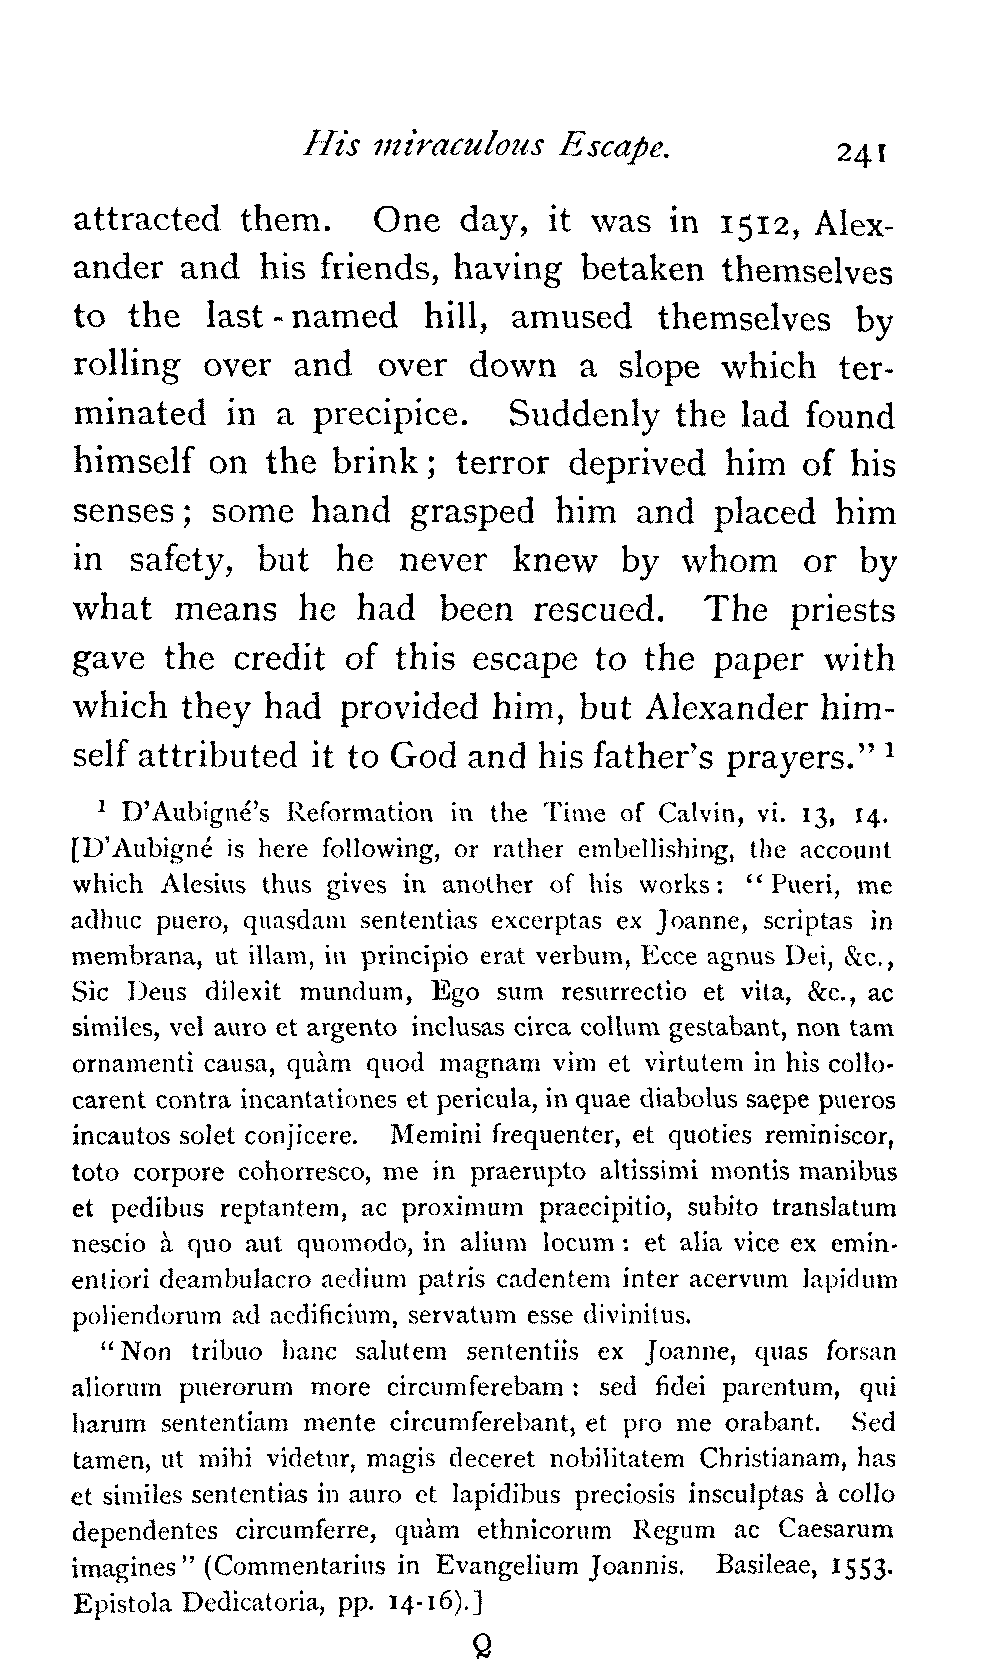 His miraculous Escape. 241
attracted them. One day, it was in 1512, Alex-
ander and his friends, having betaken themselves
to the last-named hill, amused themselves by
rolling over and over down a slope which ter-
minated in a precipice. Suddenly the lad found
himself on the brink; terror deprived him of his
senses; some hand grasped him and placed him
in safety, but he never knew by whom or by
what means he had been rescued. The priests
gave the credit of this escape to the paper with
which they had provided him, but Alexander him-
self attributed it to God and his father's prayers." 1
1 D'Aubigné's Reformation in the Time of Calvin, vi. 13, 14.
[D'Aubigné is here following, or rather embellishing, the account
which Alesius thus gives in another of his works: "Pueri, me
adhuc puero, quasdam sententias excerptas ex Joanne, scriptas in
membrana, ut illam, in principio erat verbum, Ecce agnus Dei, &c.,
Sic Deus dilexit mundum, Ego sum resurrectio et vita, &c., ac
similes, vel auro et argento inclusas circa collum gestabant, non tam
ornamenti causa, quàm quod magnam vim et virtutem in his collo-
carent contra incantationes et pericula, in quae diabolus saepe pueros
incautos solet conjicere. Memini frequenter, et quoties reminiscor,
toto corpore cohorresco, me in praerupto altissimi montis manibus
et pedibus reptantem, ac proximum praecipitio, subito translatum
nescio à quo aut quomodo, in alium locum: et alia vice ex emin-
entiori deambulacro aedium patris cadentem inter acervum lapidum
poliendorum ad aedificium, servatum esse divinitus.
"Non tribuo hanc salutem sententiis ex Joanne, quas forsan
aliorum puerorum more circumferebam: sed fidei parentum, qui
harum sententiam mente circumferebant, et pro me orabant. Sed
tamen, ut mihi videtur, magis deceret nobilitatem Christianam, has
et similes sententias in auro et lapidibus preciosis insculptas à collo
dependentes circumferre, quàm ethnicorum Regum ac Caesarum
imagines" (Commentarius in Evangelium Joannis. Basileae, 1553.
Epistola Dedicatoria, pp. 14-16).]
Q